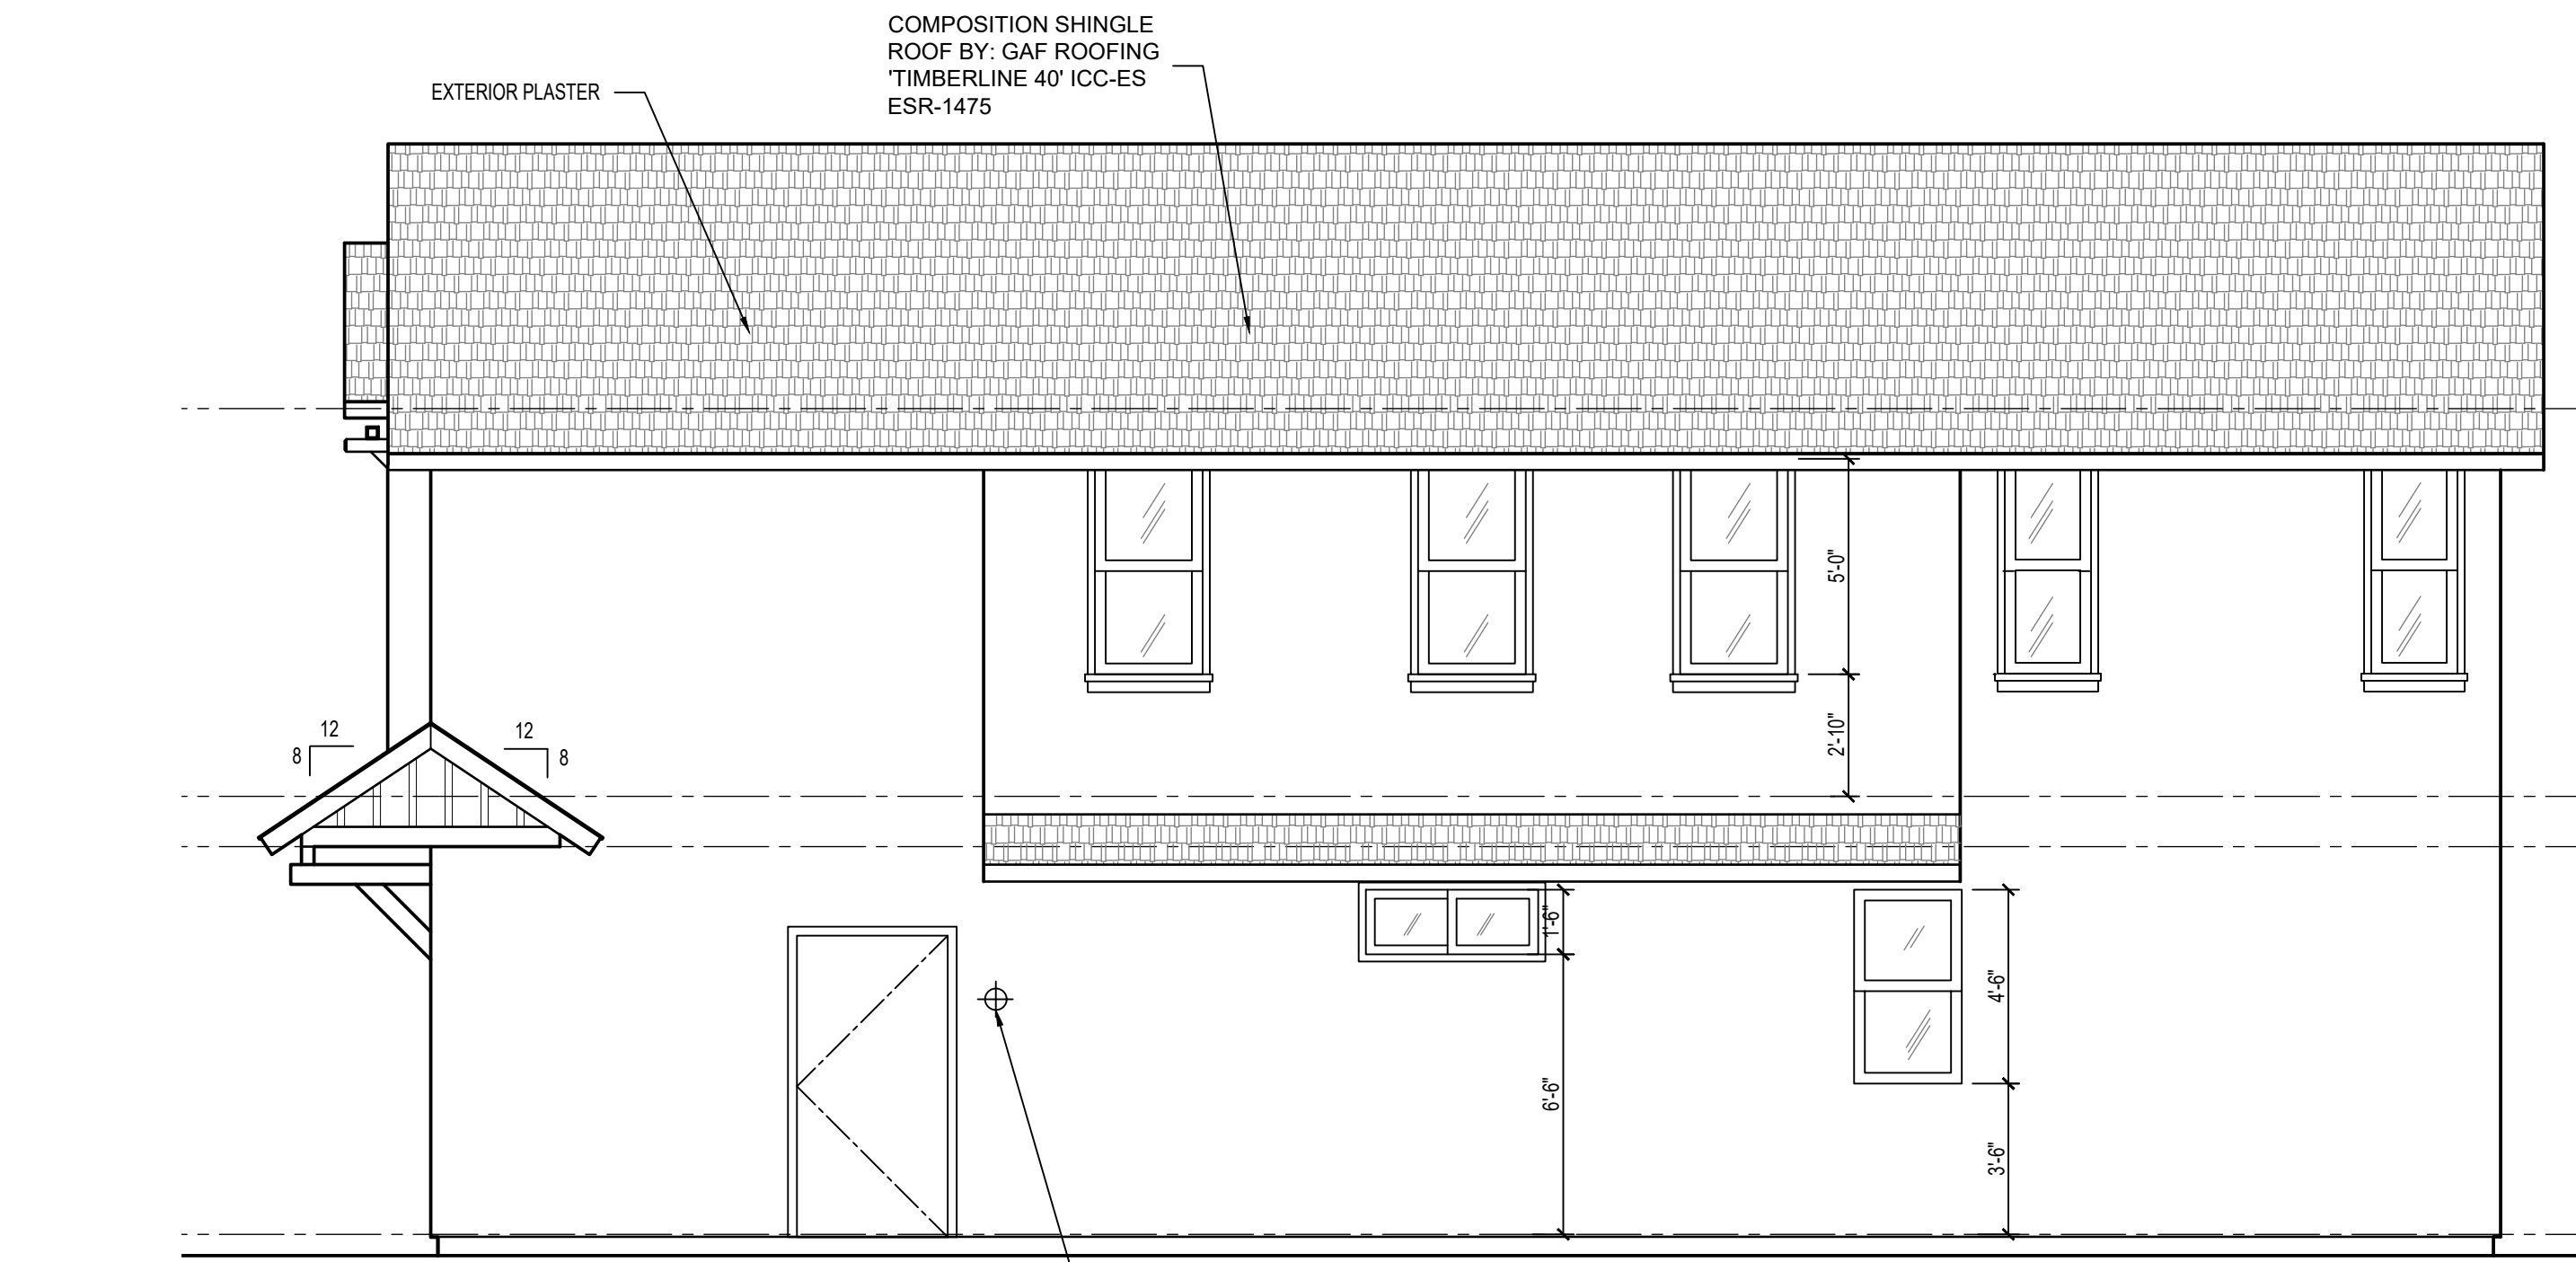 COMPOSITION SHINGLE
ROOF BY: GAF ROOFING
'TIMBERLINE 40' ICC-ES
ESR-1475
EXTERIOR PLASTER
5'-0"
2'-10"
12
8
12
8
1'-6"
4'-6"
6'-6"
3'-6"